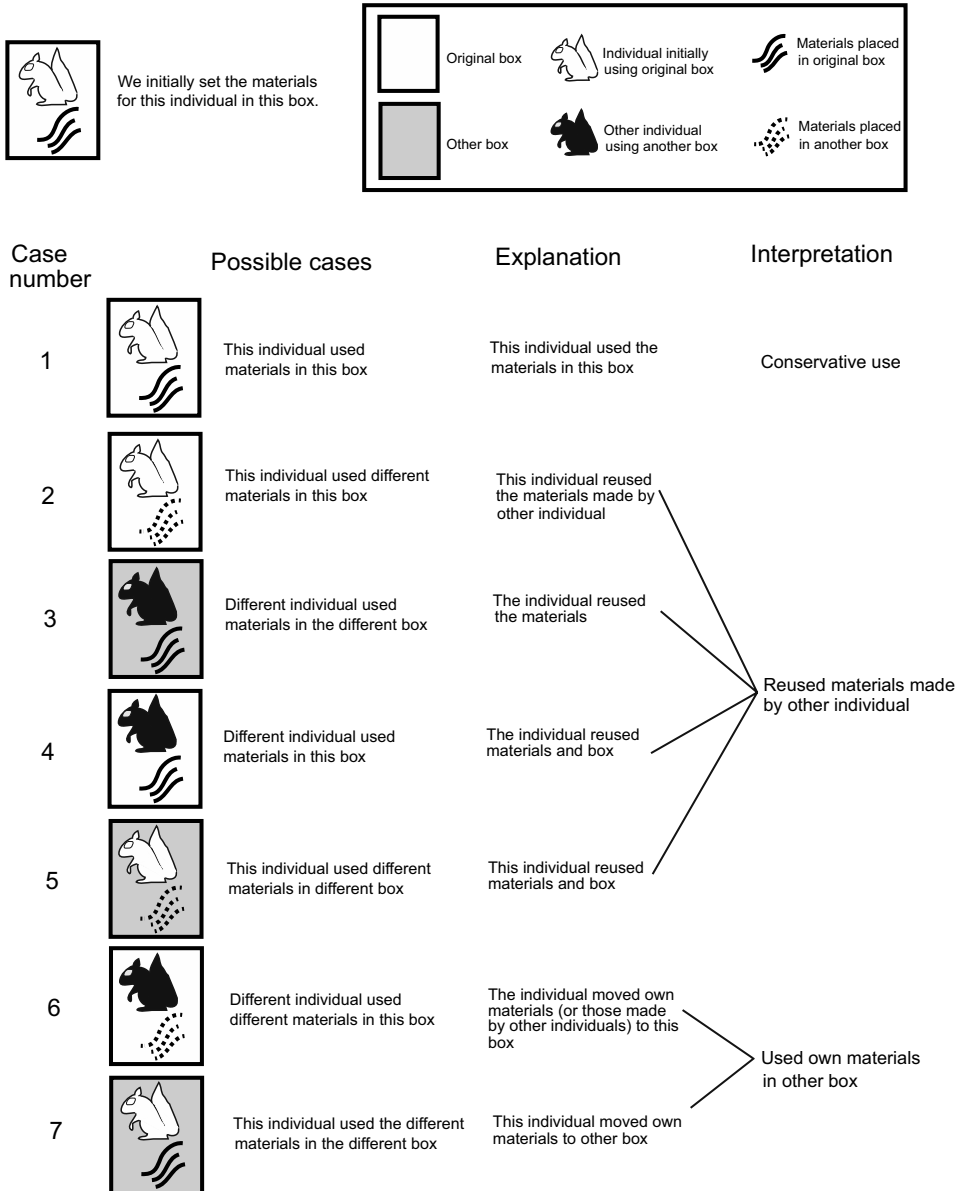 We initially set the materials
for this individual in this box.
Original box
Individual initially
using original box
Materials placed
in original box
Other box
Other individual
using another box
Materials placed
in another box
Case
number
Possible cases
Explanation
Interpretation
1
This individual used
materials in this box
This individual used the
materials in this box
Conservative use
2
This individual used different
materials in this box
This individual reused
the materials made by
other individual
3
Different individual used
materials in the different box
The individual reused
the materials
Reused materials made
by other individual
4
Different individual used
materials in this box
The individual reused
materials and box
5
This individual used different
materials in different box
This individual reused
materials and box
6
Different individual used
different materials in this box
The individual moved own
materials (or those made
by other individuals) to this
box
Used own materials
in other box
7
This individual used the different
materials in the different box
This individual moved own
materials to other box